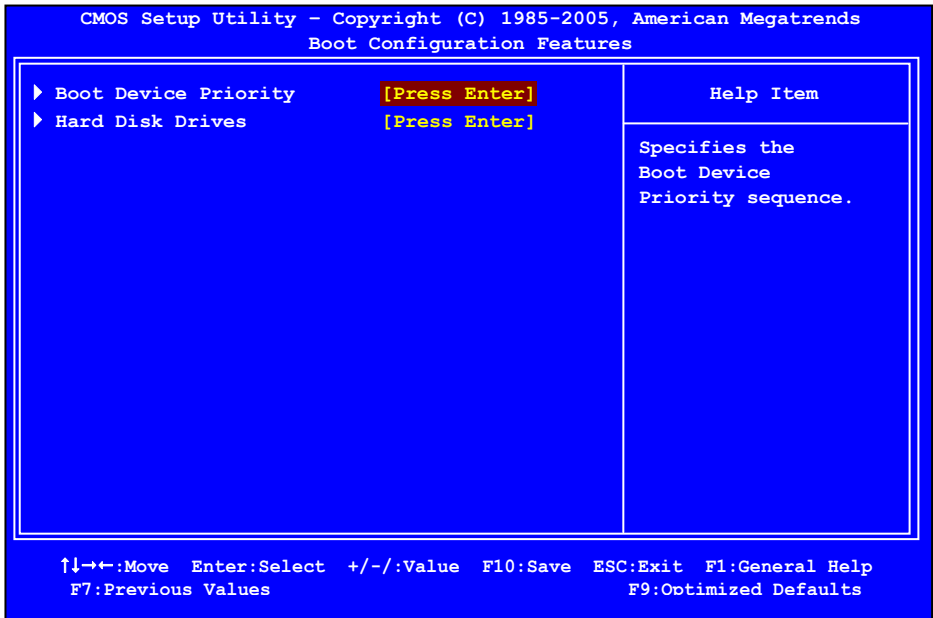 CMOS Setup Utility – Copyright (C) 1985-2005, American Megatrends
Boot Configuration Features
Boot Device Priority [Press Enter]
Hard Disk Drives [Press Enter]
Help Item
Specifies the
Boot Device
Priority sequence.
↑↓→←:Move Enter:Select +/-/:Value F10:Save ESC:Exit F1:General Help
F7:Previous Values F9:Optimized Defaults